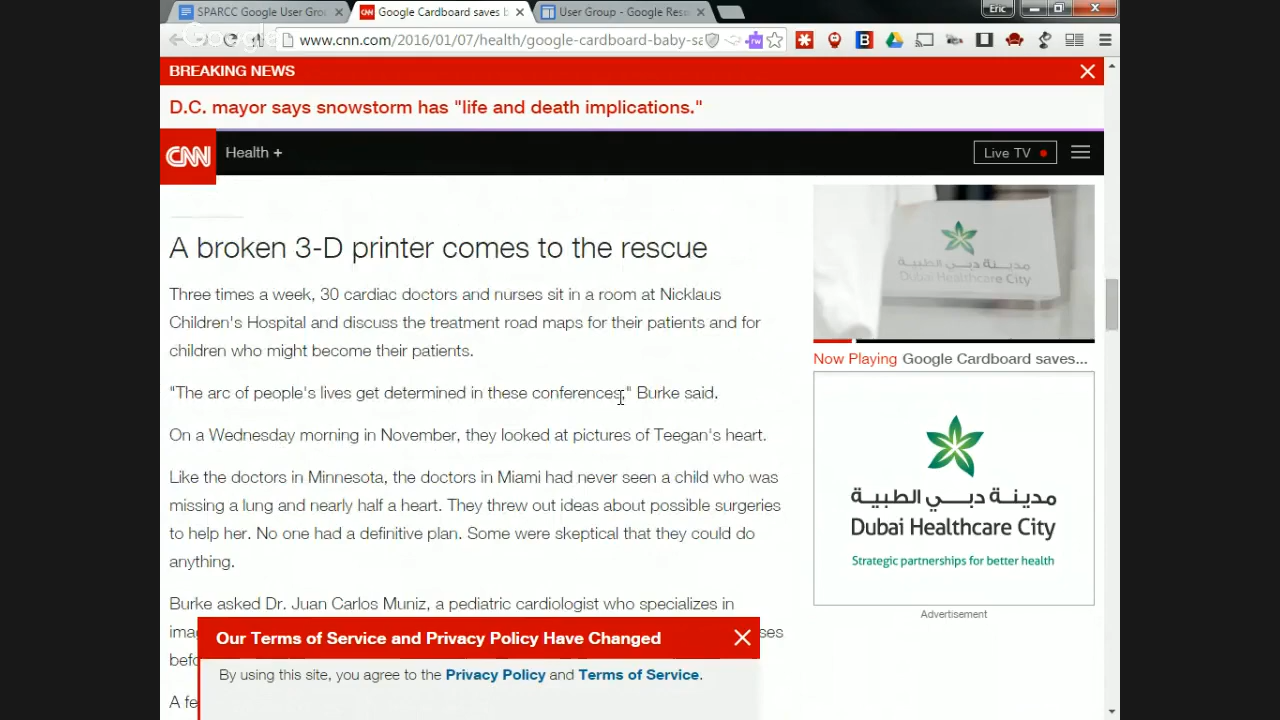 SPARCC Google User Gro
Google Cardboard saves b
User Group - Google Res
Eric
www.cnn.com/2016/01/07/health/google-cardboard-baby-sa
BREAKING NEWS
D.C. mayor says snowstorm has "life and death implications."
CNN
Health +
Live TV
A broken 3-D printer comes to the rescue
Three times a week, 30 cardiac doctors and nurses sit in a room at Nicklaus
Children's Hospital and discuss the treatment road maps for their patients and for
children who might become their patients.
"The arc of people's lives get determined in these conferences," Burke said.
On a Wednesday morning in November, they looked at pictures of Teegan's heart.
Like the doctors in Minnesota, the doctors in Miami had never seen a child who was
missing a lung and nearly half a heart. They threw out ideas about possible surgeries
to help her. No one had a definitive plan. Some were skeptical that they could do
anything.
Burke asked Dr. Juan Carlos Muniz, a pediatric cardiologist who specializes in
مدينة دبي الطبية
Dubai Healthcare City
Now Playing Google Cardboard saves...
مدينة دبي الطبية
Dubai Healthcare City
Strategic partnerships for better health
Advertisement
Our Terms of Service and Privacy Policy Have Changed
By using this site, you agree to the Privacy Policy and Terms of Service.